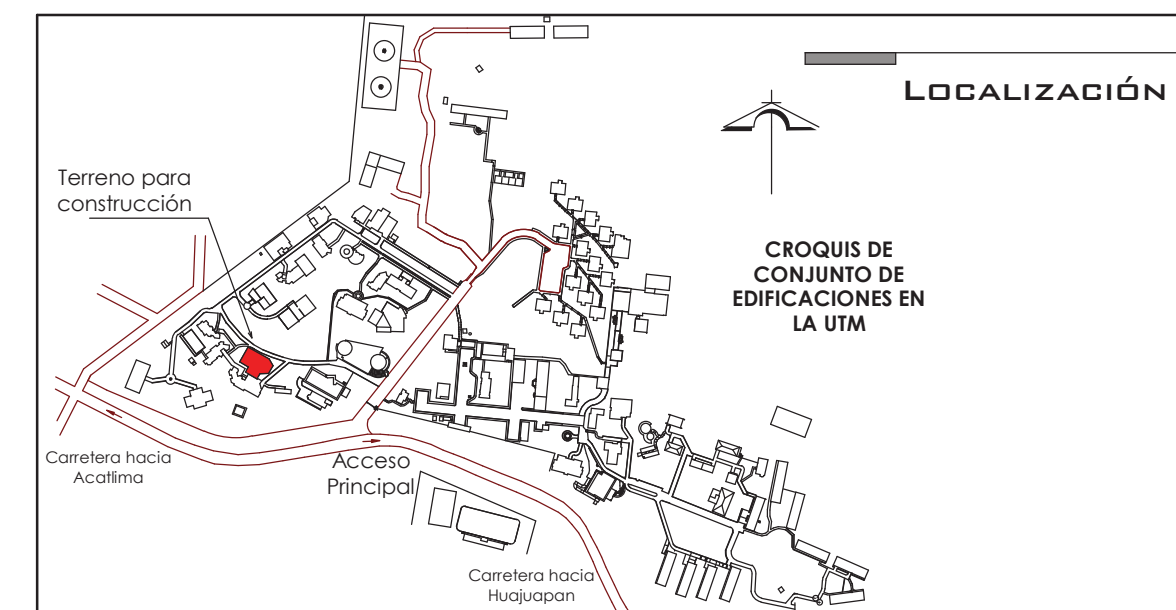 LOCALIZACIÓN
Terreno para
construcción
CROQUIS DE
CONJUNTO DE
EDIFICACIONES EN
LA UTM
Carretera hacia
Acatlima
Acceso
Principal
Carretera hacia
Huajuapan